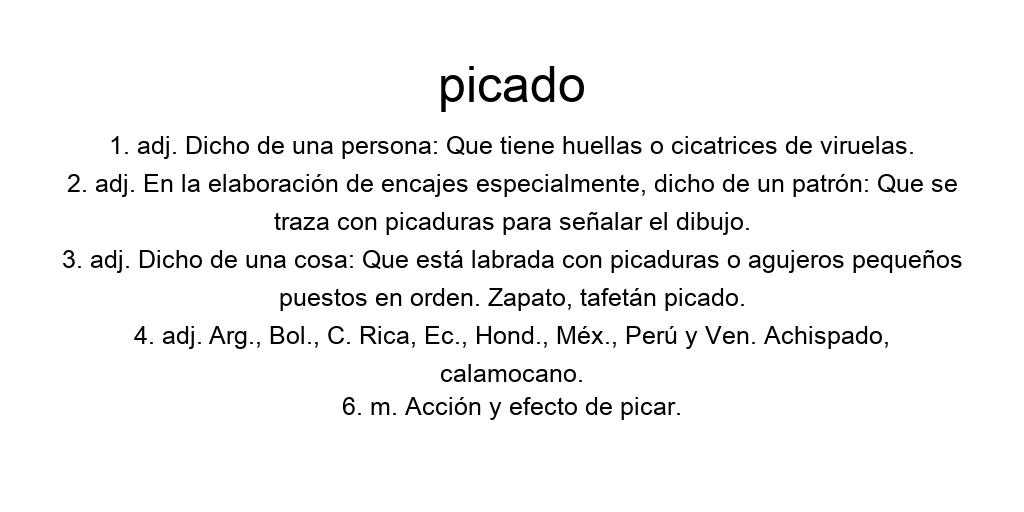 picado
1. adj. Dicho de una persona: Que tiene huellas o cicatrices de viruelas.
2. adj. En la elaboración de encajes especialmente, dicho de un patrón: Que se
traza con picaduras para señalar el dibujo.
3. adj. Dicho de una cosa: Que está labrada con picaduras o agujeros pequeños
puestos en orden. Zapato, tafetán picado.
4. adj. Arg., Bol., C. Rica, Ec., Hond., Méx., Perú y Ven. Achispado,
calamocano.
6. m. Acción y efecto de picar.